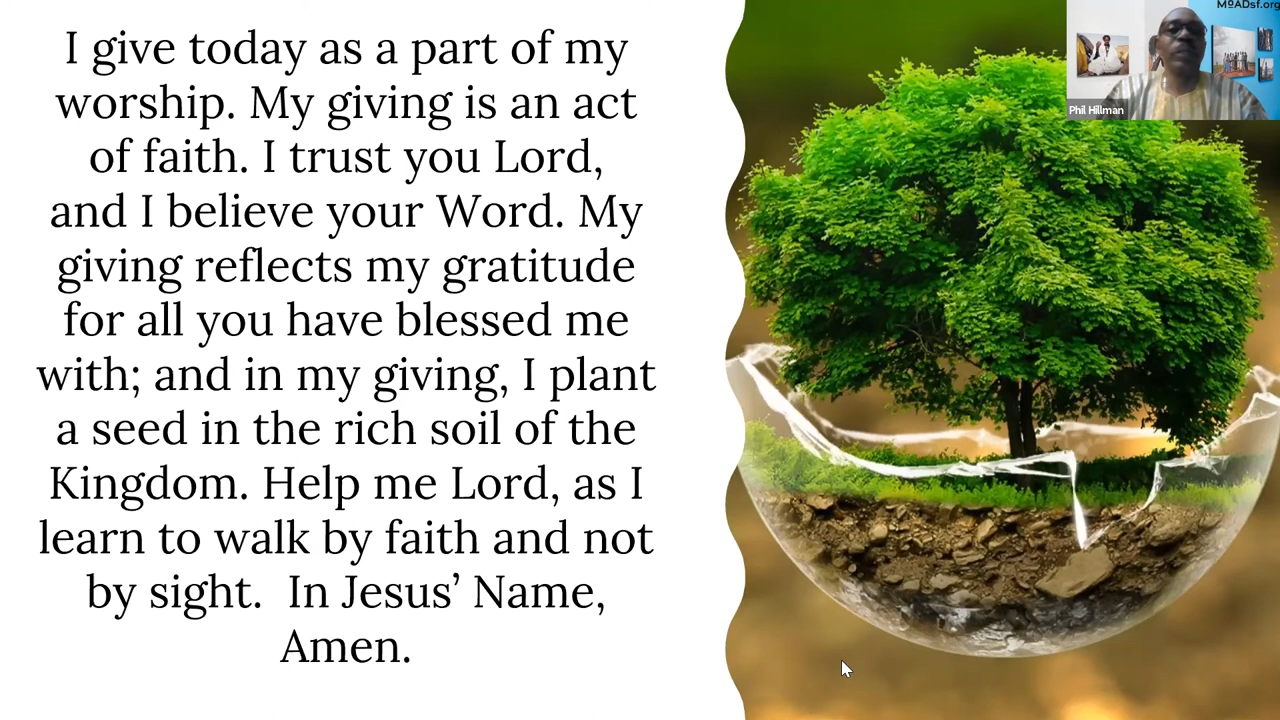 I give today as a part of my
worship. My giving is an act
of faith. I trust you Lord,
and I believe your Word. My
giving reflects my gratitude
for all you have blessed me
with; and in my giving, I plant
a seed in the rich soil of the
Kingdom. Help me Lord, as I
learn to walk by faith and not
by sight.  In Jesus’ Name,
Amen.
MoADsf.org
Phil Hillman